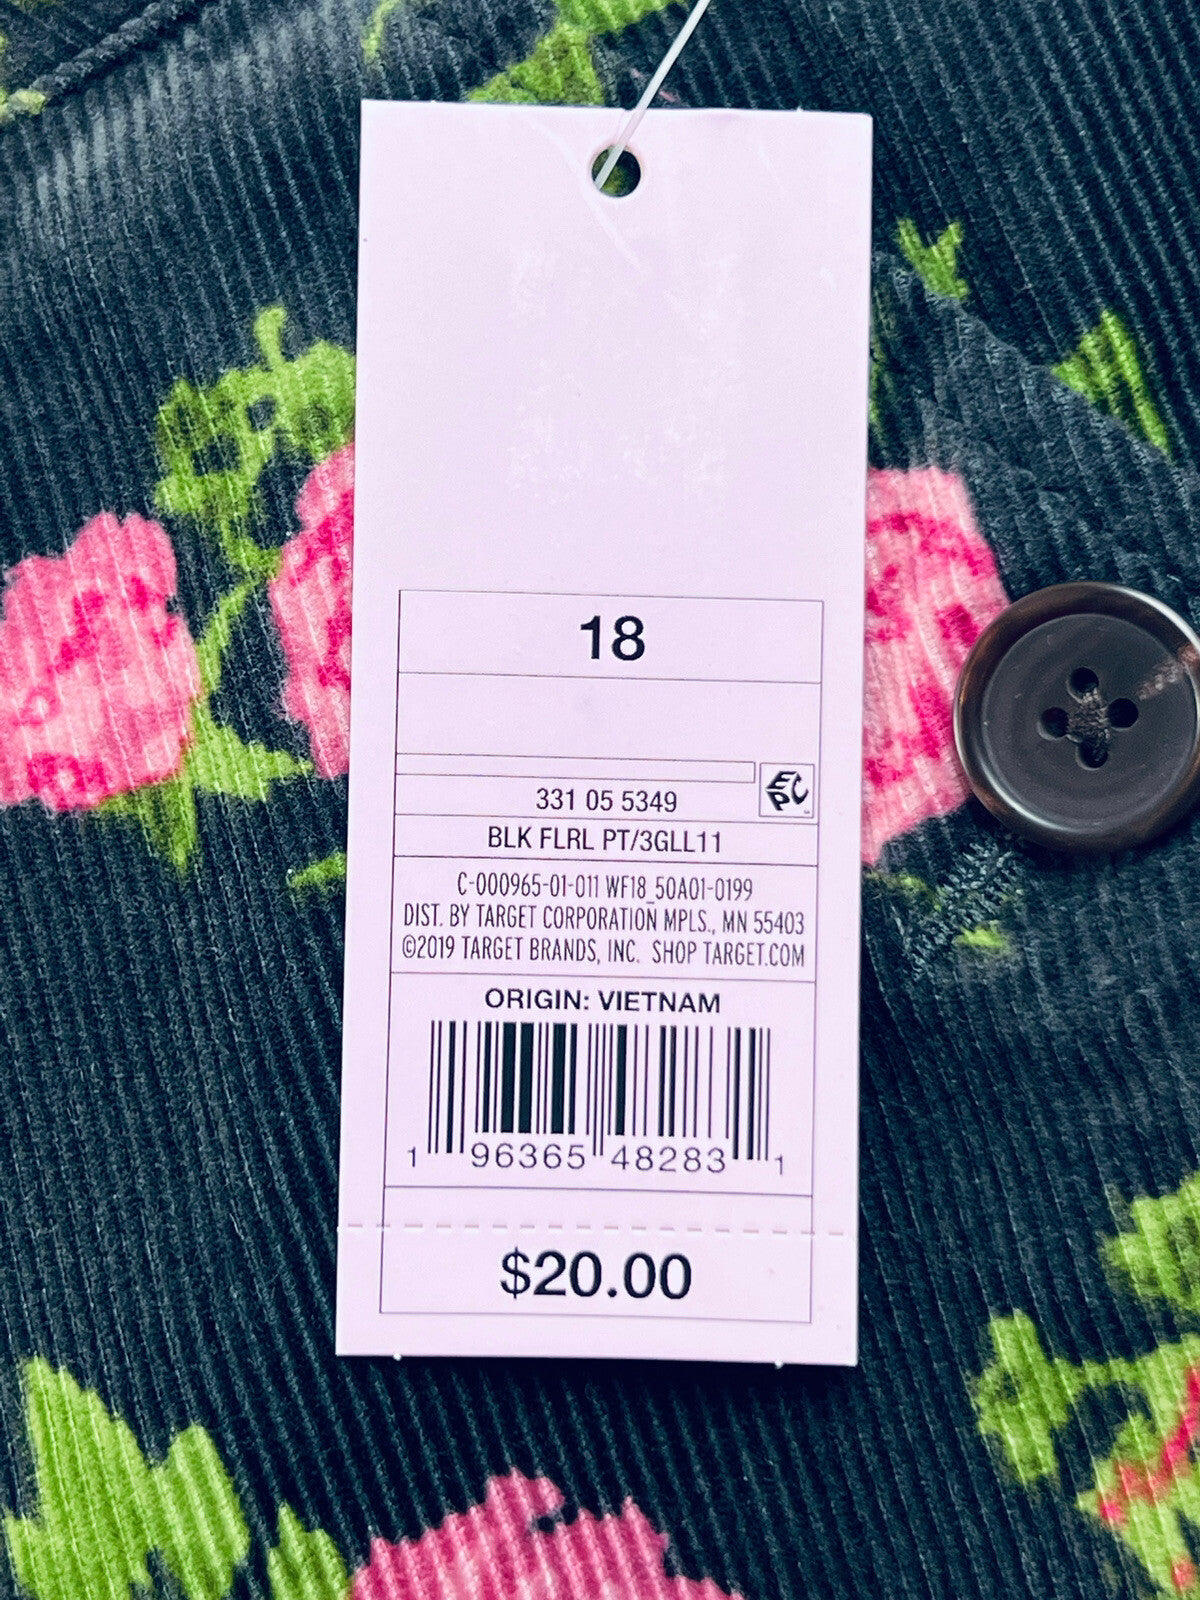 18
EPC
331 05 5349
BLK FLRL PT/3GLL11
C-000965-01-011 WF18_50A01-0199
DIST. BY TARGET CORPORATION MPLS., MN 55403
©2019 TARGET BRANDS, INC. SHOP TARGET.COM
ORIGIN: VIETNAM
1 96365 48283 1
$20.00